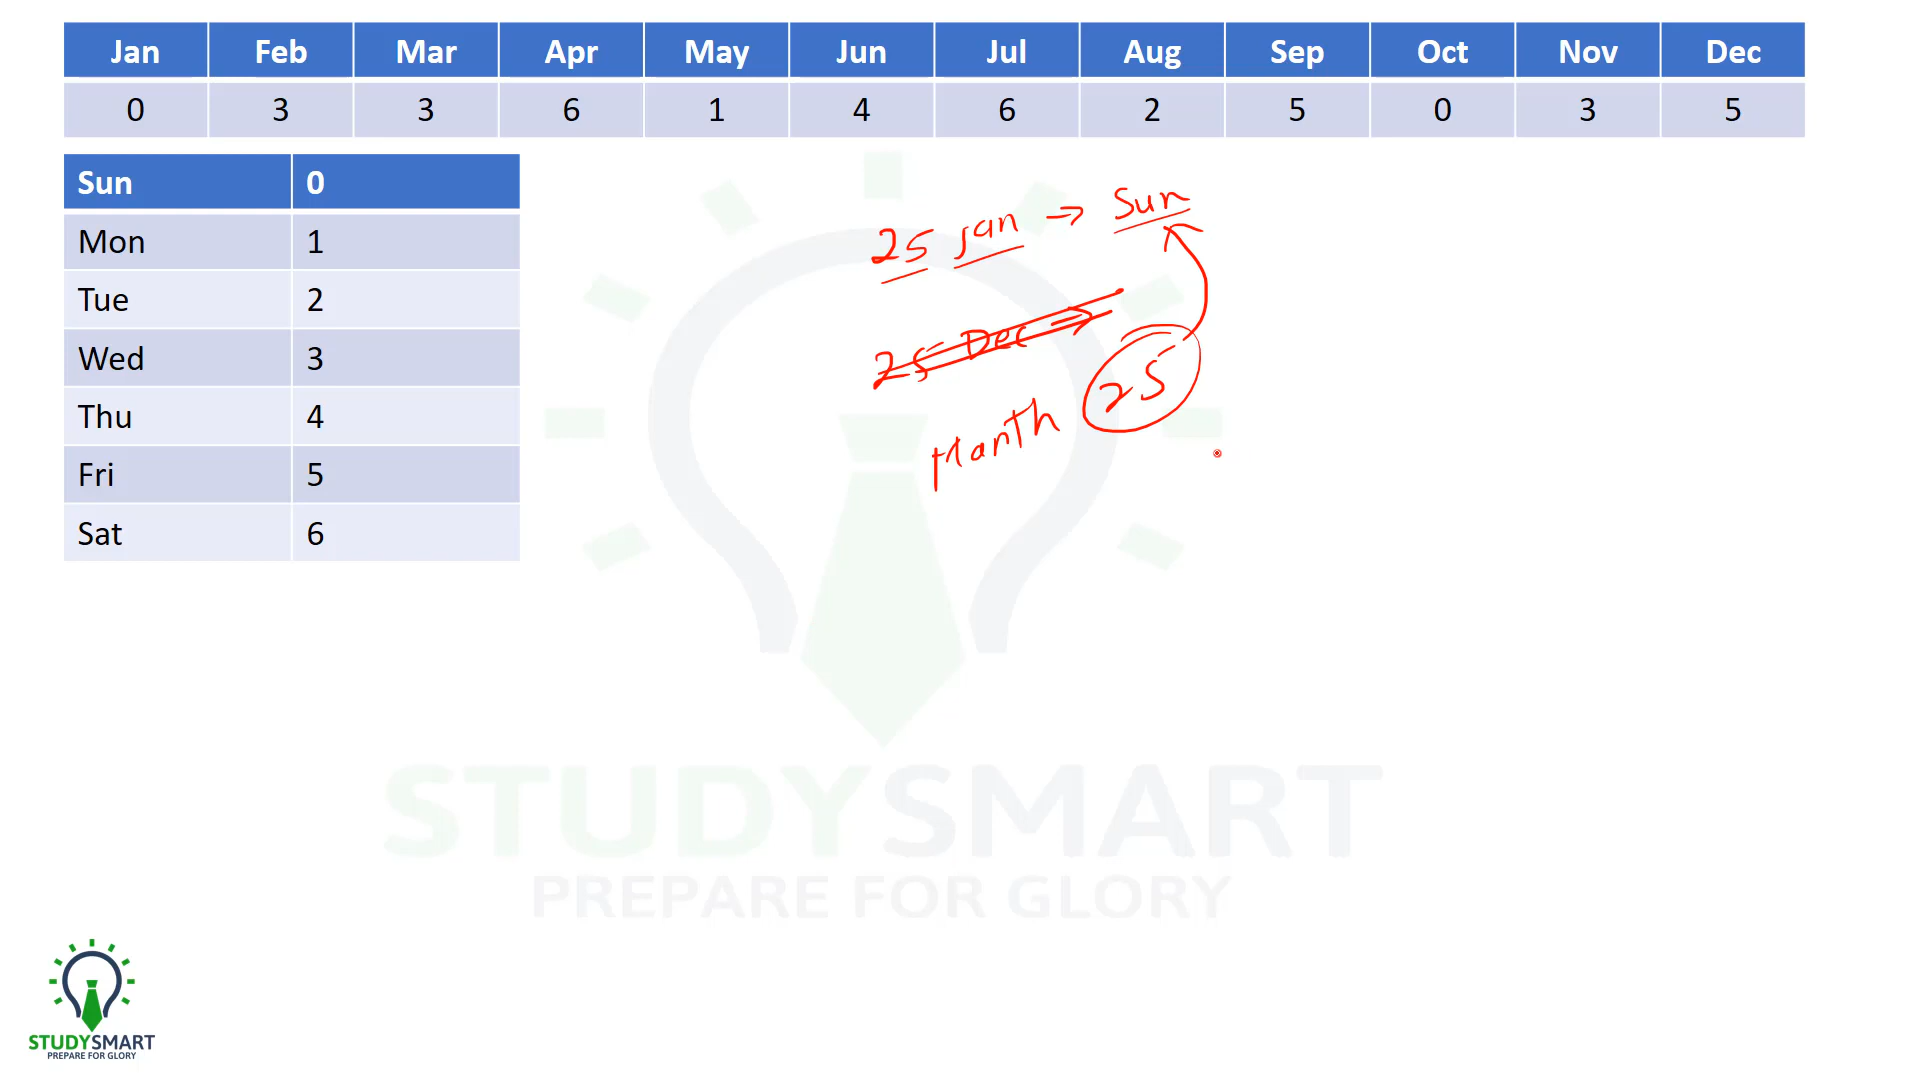 Jan Feb Mar Apr May Jun Jul Aug Sep Oct Nov Dec
0 3 3 6 1 4 6 2 5 0 3 5
Sun 0
Mon 1
Tue 2
Wed 3
Thu 4
Fri 5
Sat 6
25 Jan → Sun
25 Dec ⇒
Month 25
STUDYSMART
PREPARE FOR GLORY
STUDYSMART
PREPARE FOR GLORY